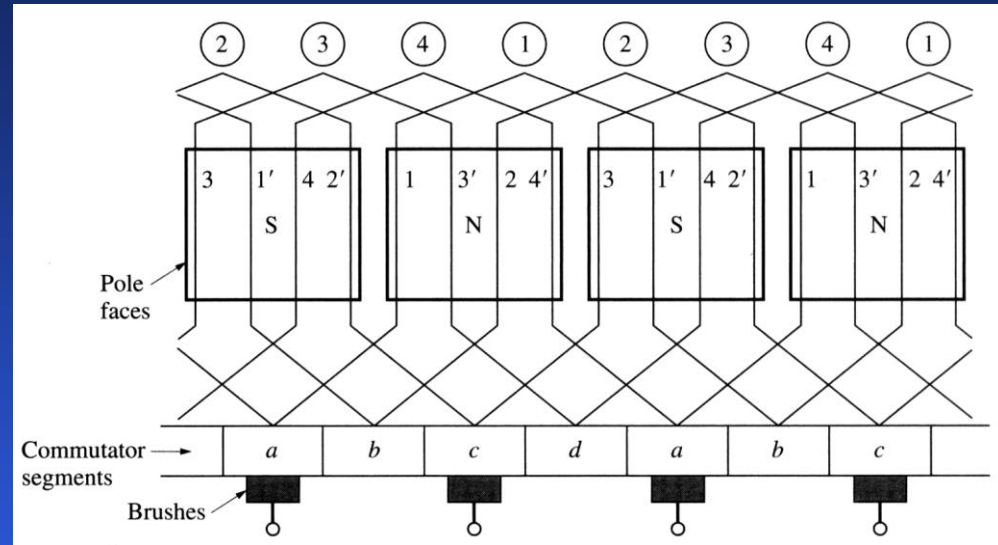 2 3 4 1 2 3 4 1
3 1′ 4 2′ 1 3′ 2 4′ 3 1′ 4 2′ 1 3′ 2 4′
S N S N
Pole
faces
Commutator
segments
a b c d a b c
Brushes